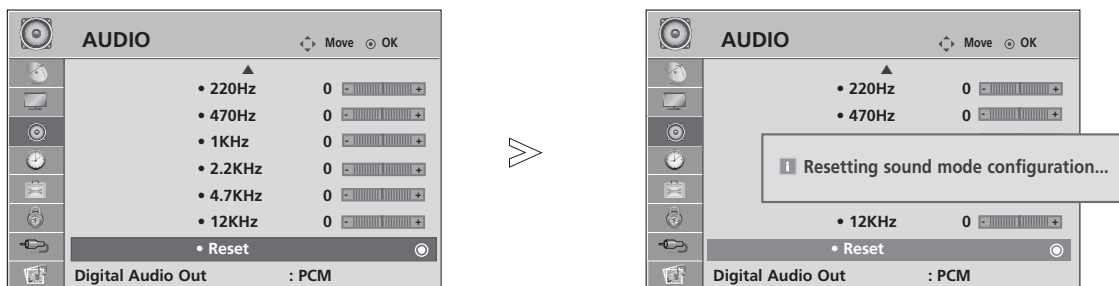 AUDIO
Move
OK
• 220Hz 0 - +
• 470Hz 0 - +
• 1KHz 0 - +
• 2.2KHz 0 - +
• 4.7KHz 0 - +
• 12KHz 0 - +
• Reset
Digital Audio Out : PCM
AUDIO
Move
OK
• 220Hz 0 - +
• 470Hz 0 - +
i Resetting sound mode configuration...
• 12KHz 0 - +
• Reset
Digital Audio Out : PCM